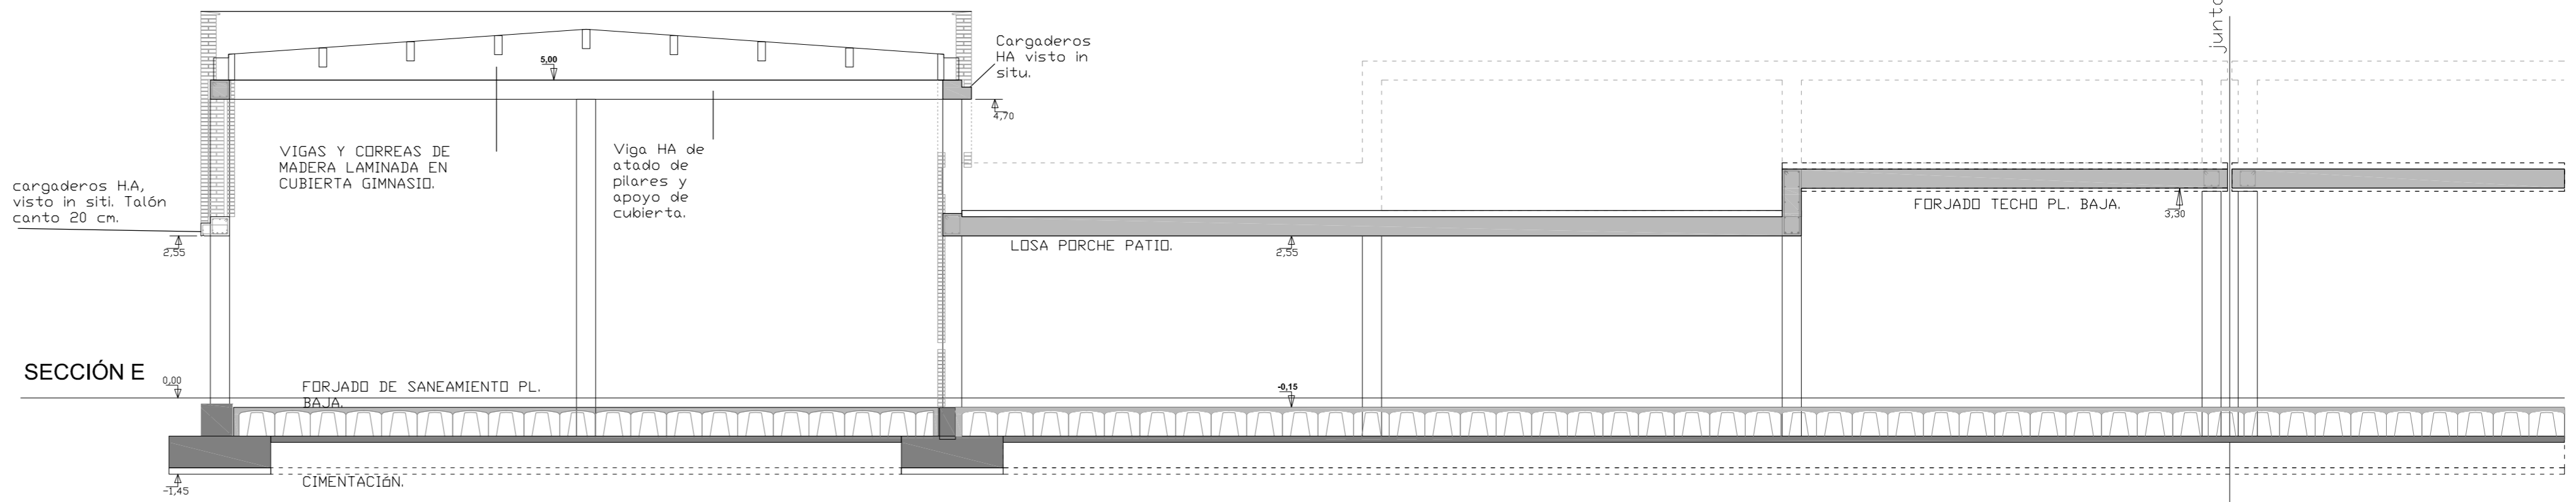 junta
5,00
Cargaderos
HA visto in
situ.
4,70
VIGAS Y CORREAS DE
MADERA LAMINADA EN
CUBIERTA GIMNASIO.
Viga HA de
atado de
pilares y
apoyo de
cubierta.
cargaderos H.A,
visto in siti. Talón
canto 20 cm.
2,55
LOSA PORCHE PATIO.
2,55
FORJADO TECHO PL. BAJA.
3,30
SECCIÓN E
0,00
FORJADO DE SANEAMIENTO PL.
BAJA.
-0,15
CIMENTACIóN.
-1,45